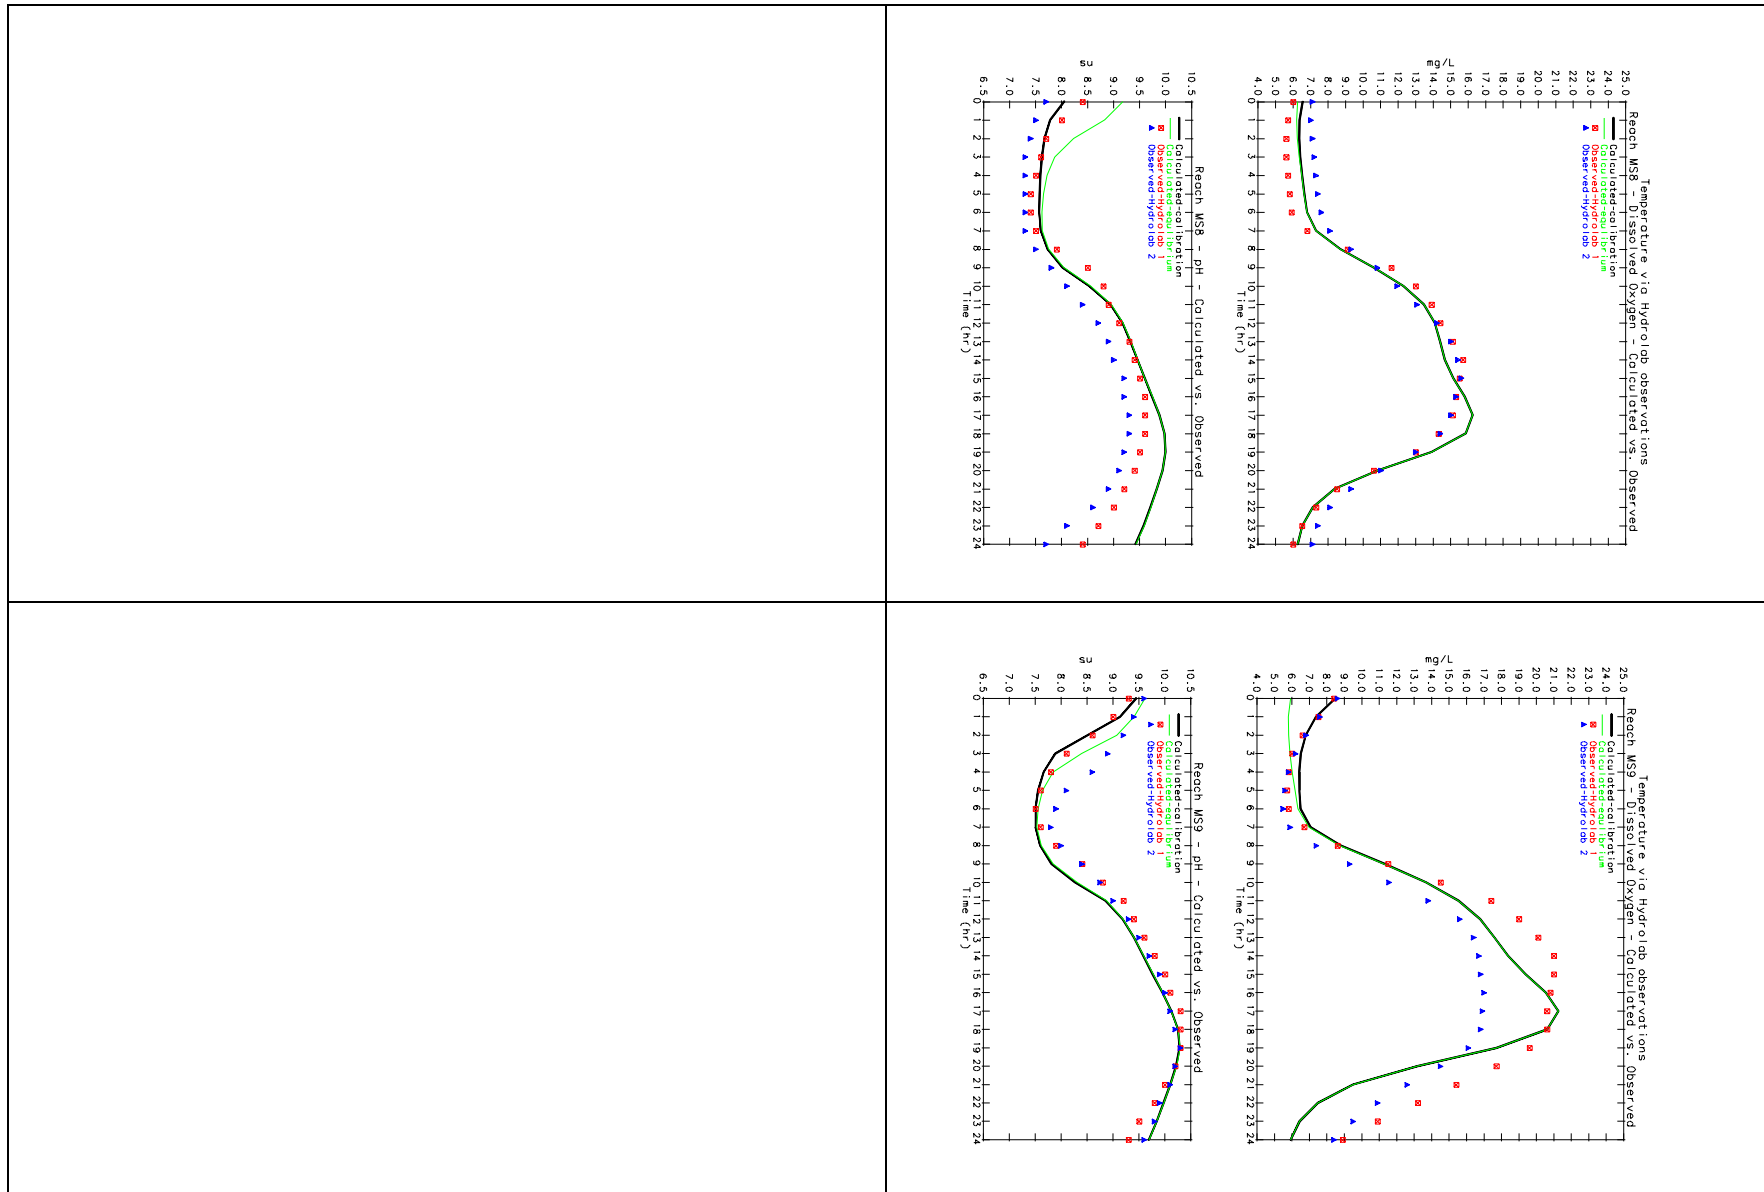 Temperature via Hydrolab observations
Reach MS8 - Dissolved Oxygen - Calculated vs. Observed
Calculated-calibration
Calculated-equilibrium
Observed-Hydrolab 1
Observed-Hydrolab 2
mg/L
25.0
24.0
23.0
22.0
21.0
20.0
19.0
18.0
17.0
16.0
15.0
14.0
13.0
12.0
11.0
10.0
9.0
8.0
7.0
6.0
5.0
4.0
0 1 2 3 4 5 6 7 8 9 10 11 12 13 14 15 16 17 18 19 20 21 22 23 24
Time (hr)
Reach MS8 - pH - Calculated vs. Observed
Calculated-calibration
Calculated-equilibrium
Observed-Hydrolab 1
Observed-Hydrolab 2
su
10.5
10.0
9.5
9.0
8.5
8.0
7.5
7.0
6.5
0 1 2 3 4 5 6 7 8 9 10 11 12 13 14 15 16 17 18 19 20 21 22 23 24
Time (hr)
Temperature via Hydrolab observations
Reach MS9 - Dissolved Oxygen - Calculated vs. Observed
Calculated-calibration
Calculated-equilibrium
Observed-Hydrolab 1
Observed-Hydrolab 2
mg/L
25.0
24.0
23.0
22.0
21.0
20.0
19.0
18.0
17.0
16.0
15.0
14.0
13.0
12.0
11.0
10.0
9.0
8.0
7.0
6.0
5.0
4.0
0 1 2 3 4 5 6 7 8 9 10 11 12 13 14 15 16 17 18 19 20 21 22 23 24
Time (hr)
Reach MS9 - pH - Calculated vs. Observed
Calculated-calibration
Calculated-equilibrium
Observed-Hydrolab 1
Observed-Hydrolab 2
su
10.5
10.0
9.5
9.0
8.5
8.0
7.5
7.0
6.5
0 1 2 3 4 5 6 7 8 9 10 11 12 13 14 15 16 17 18 19 20 21 22 23 24
Time (hr)